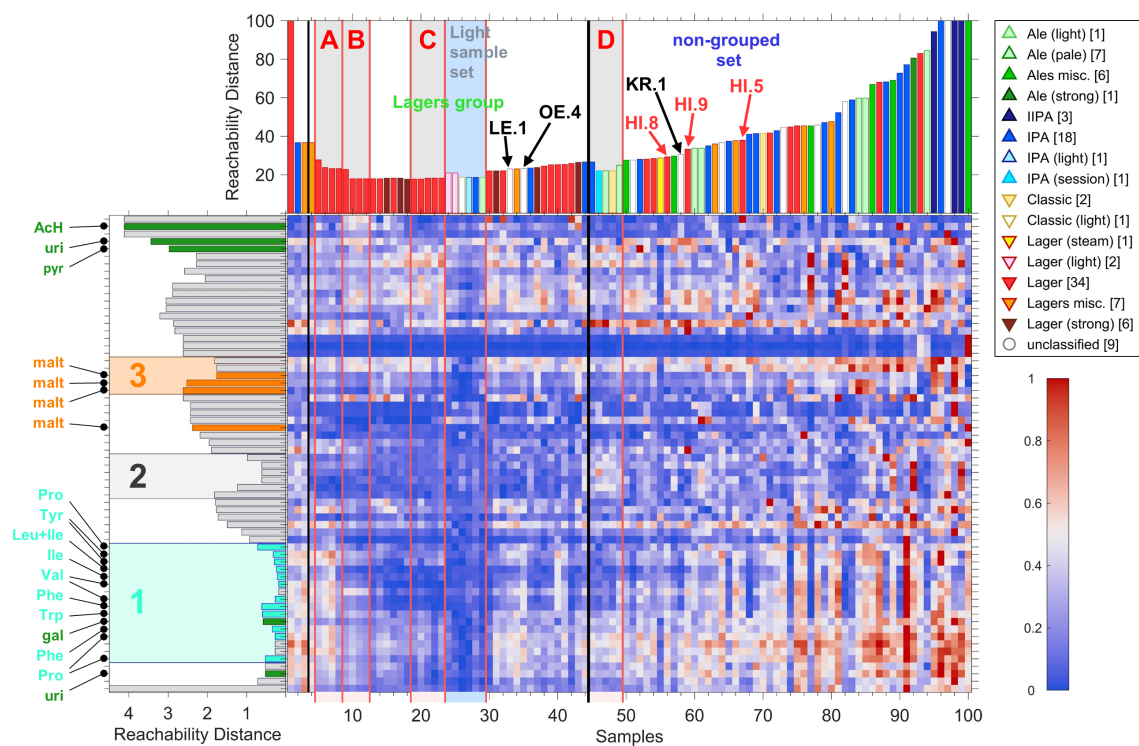 100
80
60
40
20
Reachability Distance
A
B
C
D
Light
sample
set
Lagers group
non-grouped
set
LE.1
OE.4
KR.1
HI.8
HI.9
HI.5
Ale (light) [1]
Ale (pale) [7]
Ales misc. [6]
Ale (strong) [1]
IIPA [3]
IPA [18]
IPA (light) [1]
IPA (session) [1]
Classic [2]
Classic (light) [1]
Lager (steam) [1]
Lager (light) [2]
Lager [34]
Lagers misc. [7]
Lager (strong) [6]
unclassified [9]
AcH
uri
pyr
malt
malt
malt
malt
Pro
Tyr
Leu+Ile
Ile
Val
Phe
Trp
gal
Phe
Pro
uri
3
2
1
4 3 2 1
Reachability Distance
10 20 30 40 50 60 70 80 90 100
Samples
1
0.8
0.6
0.4
0.2
0